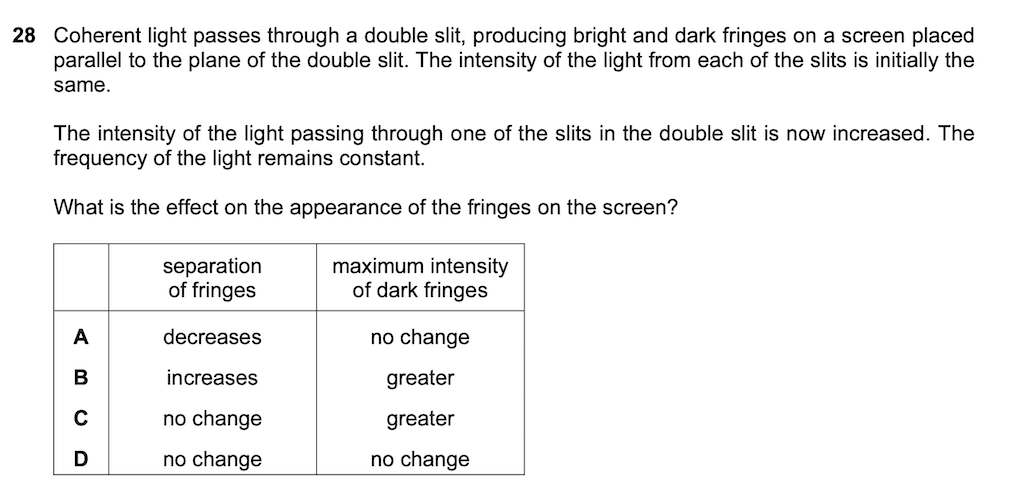 28 Coherent light passes through a double slit, producing bright and dark fringes on a screen placed
parallel to the plane of the double slit. The intensity of the light from each of the slits is initially the
same.
The intensity of the light passing through one of the slits in the double slit is now increased. The
frequency of the light remains constant.
What is the effect on the appearance of the fringes on the screen?
separation of fringes | maximum intensity of dark fringes
A decreases no change
B increases greater
C no change greater
D no change no change